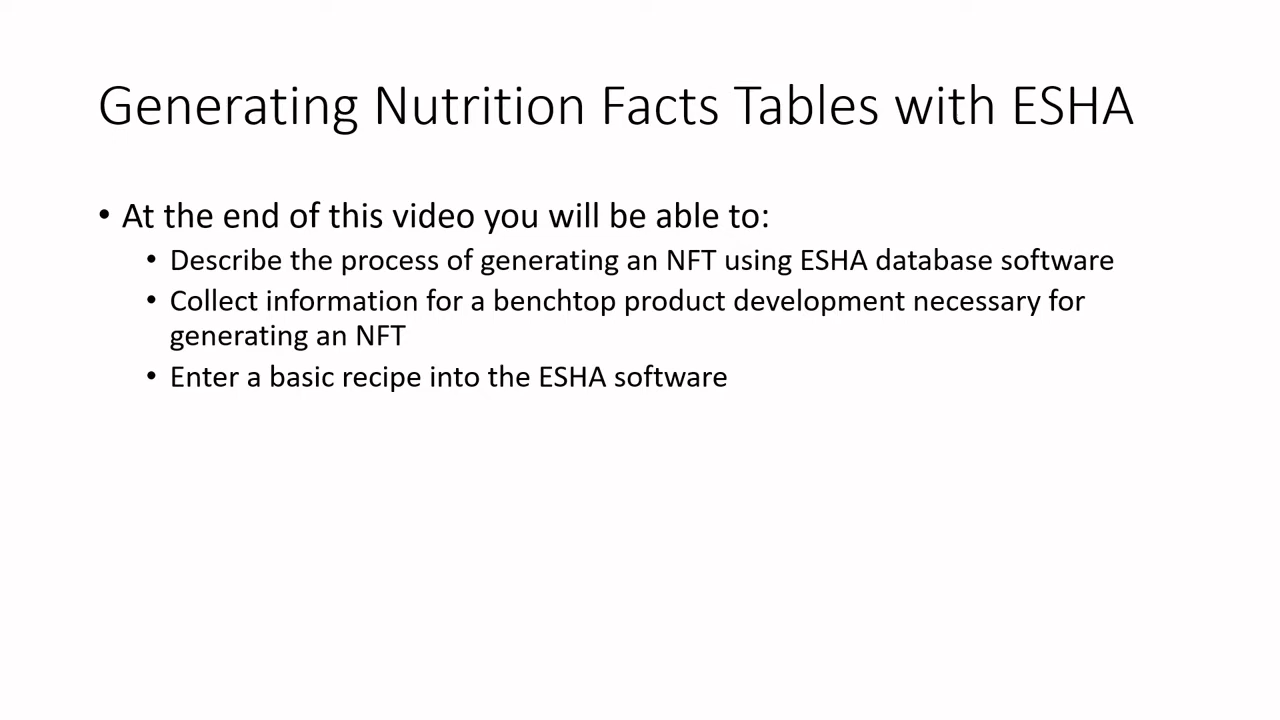 Generating Nutrition Facts Tables with ESHA
• At the end of this video you will be able to:
• Describe the process of generating an NFT using ESHA database software
• Collect information for a benchtop product development necessary for
generating an NFT
• Enter a basic recipe into the ESHA software